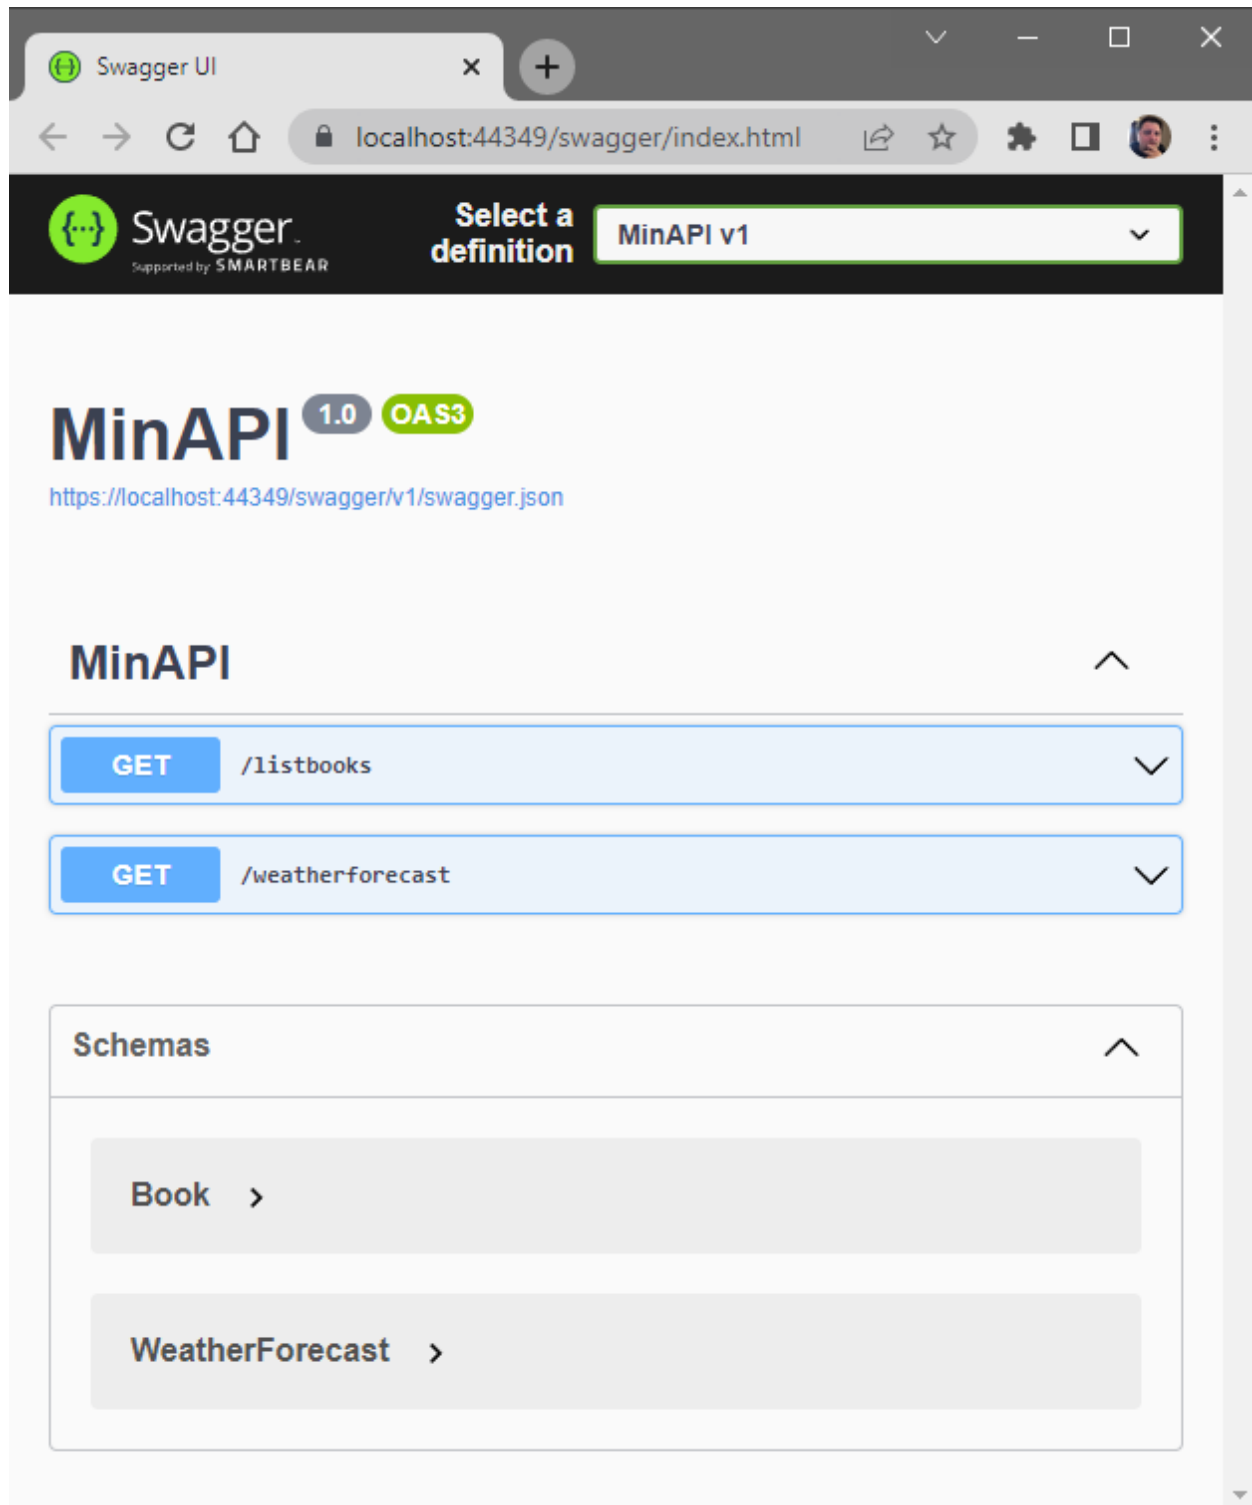 Swagger UI
localhost:44349/swagger/index.html
Swagger
Supported by SMARTBEAR
Select a
definition
MinAPI v1
MinAPI 1.0 OAS3
https://localhost:44349/swagger/v1/swagger.json
MinAPI
GET /listbooks
GET /weatherforecast
Schemas
Book
WeatherForecast